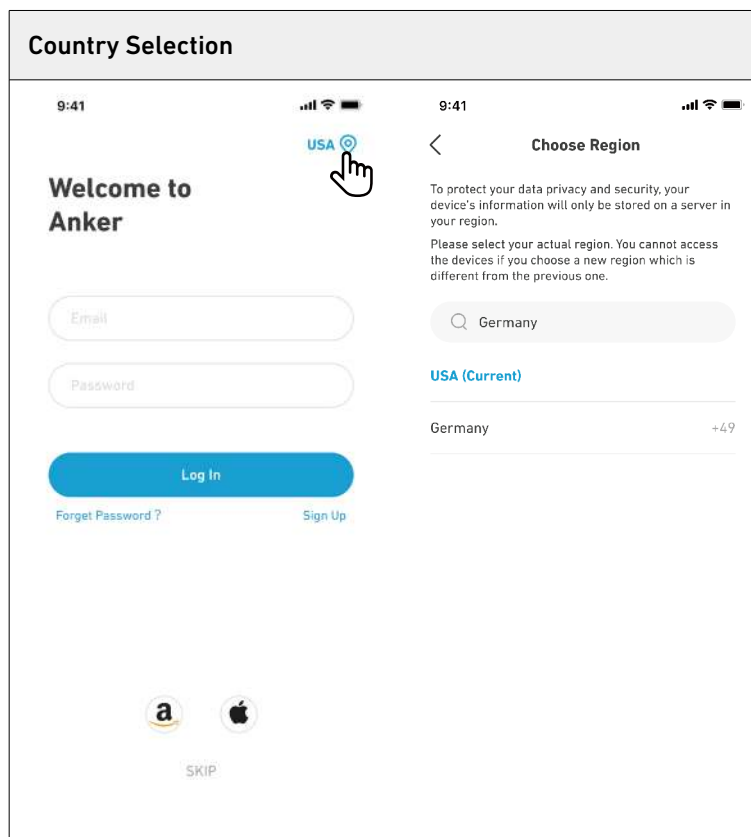 Country Selection
9:41
USA
Welcome to
Anker
Email
Password
Log In
Forget Password ?
Sign Up
a
SKIP
9:41
Choose Region
To protect your data privacy and security, your
device's information will only be stored on a server in
your region.
Please select your actual region. You cannot access
the devices if you choose a new region which is
different from the previous one.
Germany
USA (Current)
Germany +49